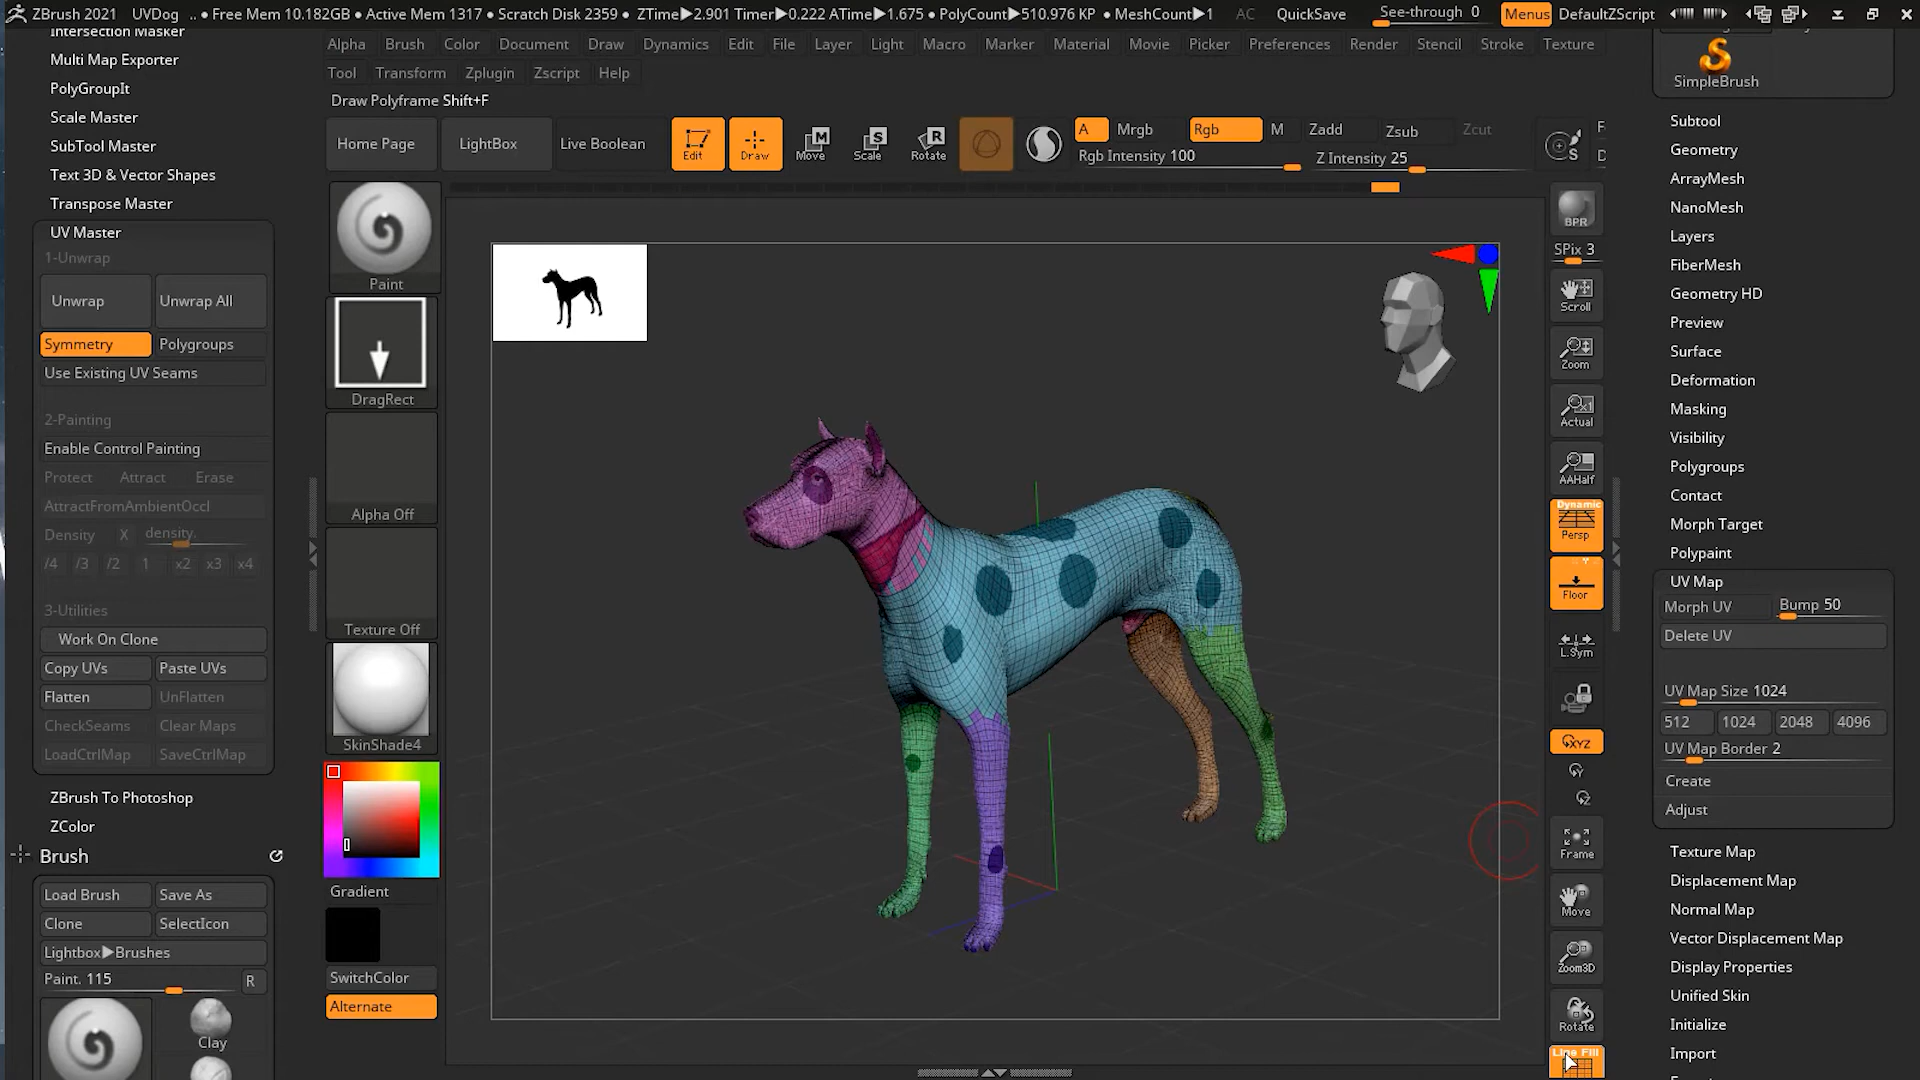 ZBrush 2021 UVDog .. • Free Mem 10.182GB • Active Mem 1317 • Scratch Disk 2359 • ZTime▶2.901 Timer▶0.222 ATime▶1.675 • PolyCount▶510.976 KP • MeshCount▶1 AC QuickSave See-through 0 Menus DefaultZScript
Alpha Brush Color Document Draw Dynamics Edit File Layer Light Macro Marker Material Movie Picker Preferences Render Stencil Stroke Texture
Tool Transform Zplugin Zscript Help
Draw Polyframe Shift+F
Home Page LightBox Live Boolean Edit Draw Move Scale Rotate
A Mrgb Rgb M Zadd Zsub Zcut
Rgb Intensity 100 Z Intensity 25
Intersection Masker
Multi Map Exporter
PolyGroupIt
Scale Master
SubTool Master
Text 3D & Vector Shapes
Transpose Master
UV Master
1-Unwrap
Unwrap Unwrap All
Symmetry Polygroups
Use Existing UV Seams
2-Painting
Enable Control Painting
Protect Attract Erase
AttractFromAmbientOccl
Density X density.
/4 /3 /2 1 x2 x3 x4
3-Utilities
Work On Clone
Copy UVs Paste UVs
Flatten UnFlatten
CheckSeams Clear Maps
LoadCtrlMap SaveCtrlMap
ZBrush To Photoshop
ZColor
Brush
Load Brush Save As
Clone SelectIcon
Lightbox▶Brushes
Paint. 115 R
Clay
Paint
DragRect
Alpha Off
Texture Off
SkinShade4
Gradient
SwitchColor
Alternate
BPR
SPix 3
Scroll
Zoom
Actual
AAHalf
Dynamic
Persp
Floor
L.Sym
XYZ
Frame
Move
Zoom3D
Rotate
Line Fill
SimpleBrush
Subtool
Geometry
ArrayMesh
NanoMesh
Layers
FiberMesh
Geometry HD
Preview
Surface
Deformation
Masking
Visibility
Polygroups
Contact
Morph Target
Polypaint
UV Map
Morph UV Bump 50
Delete UV
UV Map Size 1024
512 1024 2048 4096
UV Map Border 2
Create
Adjust
Texture Map
Displacement Map
Normal Map
Vector Displacement Map
Display Properties
Unified Skin
Initialize
Import